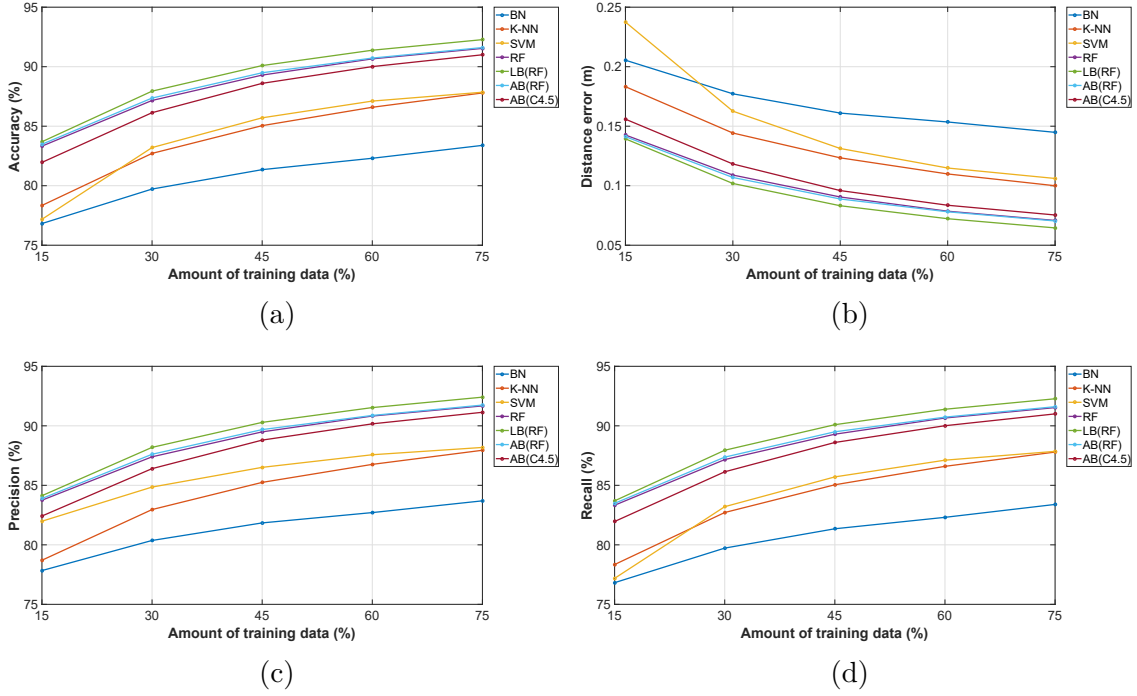 95
90
85
80
75
Accuracy (%)
15 30 45 60 75
Amount of training data (%)
BN
K-NN
SVM
RF
LB(RF)
AB(RF)
AB(C4.5)
(a)
0.25
0.2
0.15
0.1
0.05
Distance error (m)
15 30 45 60 75
Amount of training data (%)
BN
K-NN
SVM
RF
LB(RF)
AB(RF)
AB(C4.5)
(b)
95
90
85
80
75
Precision (%)
15 30 45 60 75
Amount of training data (%)
BN
K-NN
SVM
RF
LB(RF)
AB(RF)
AB(C4.5)
(c)
95
90
85
80
75
Recall (%)
15 30 45 60 75
Amount of training data (%)
BN
K-NN
SVM
RF
LB(RF)
AB(RF)
AB(C4.5)
(d)